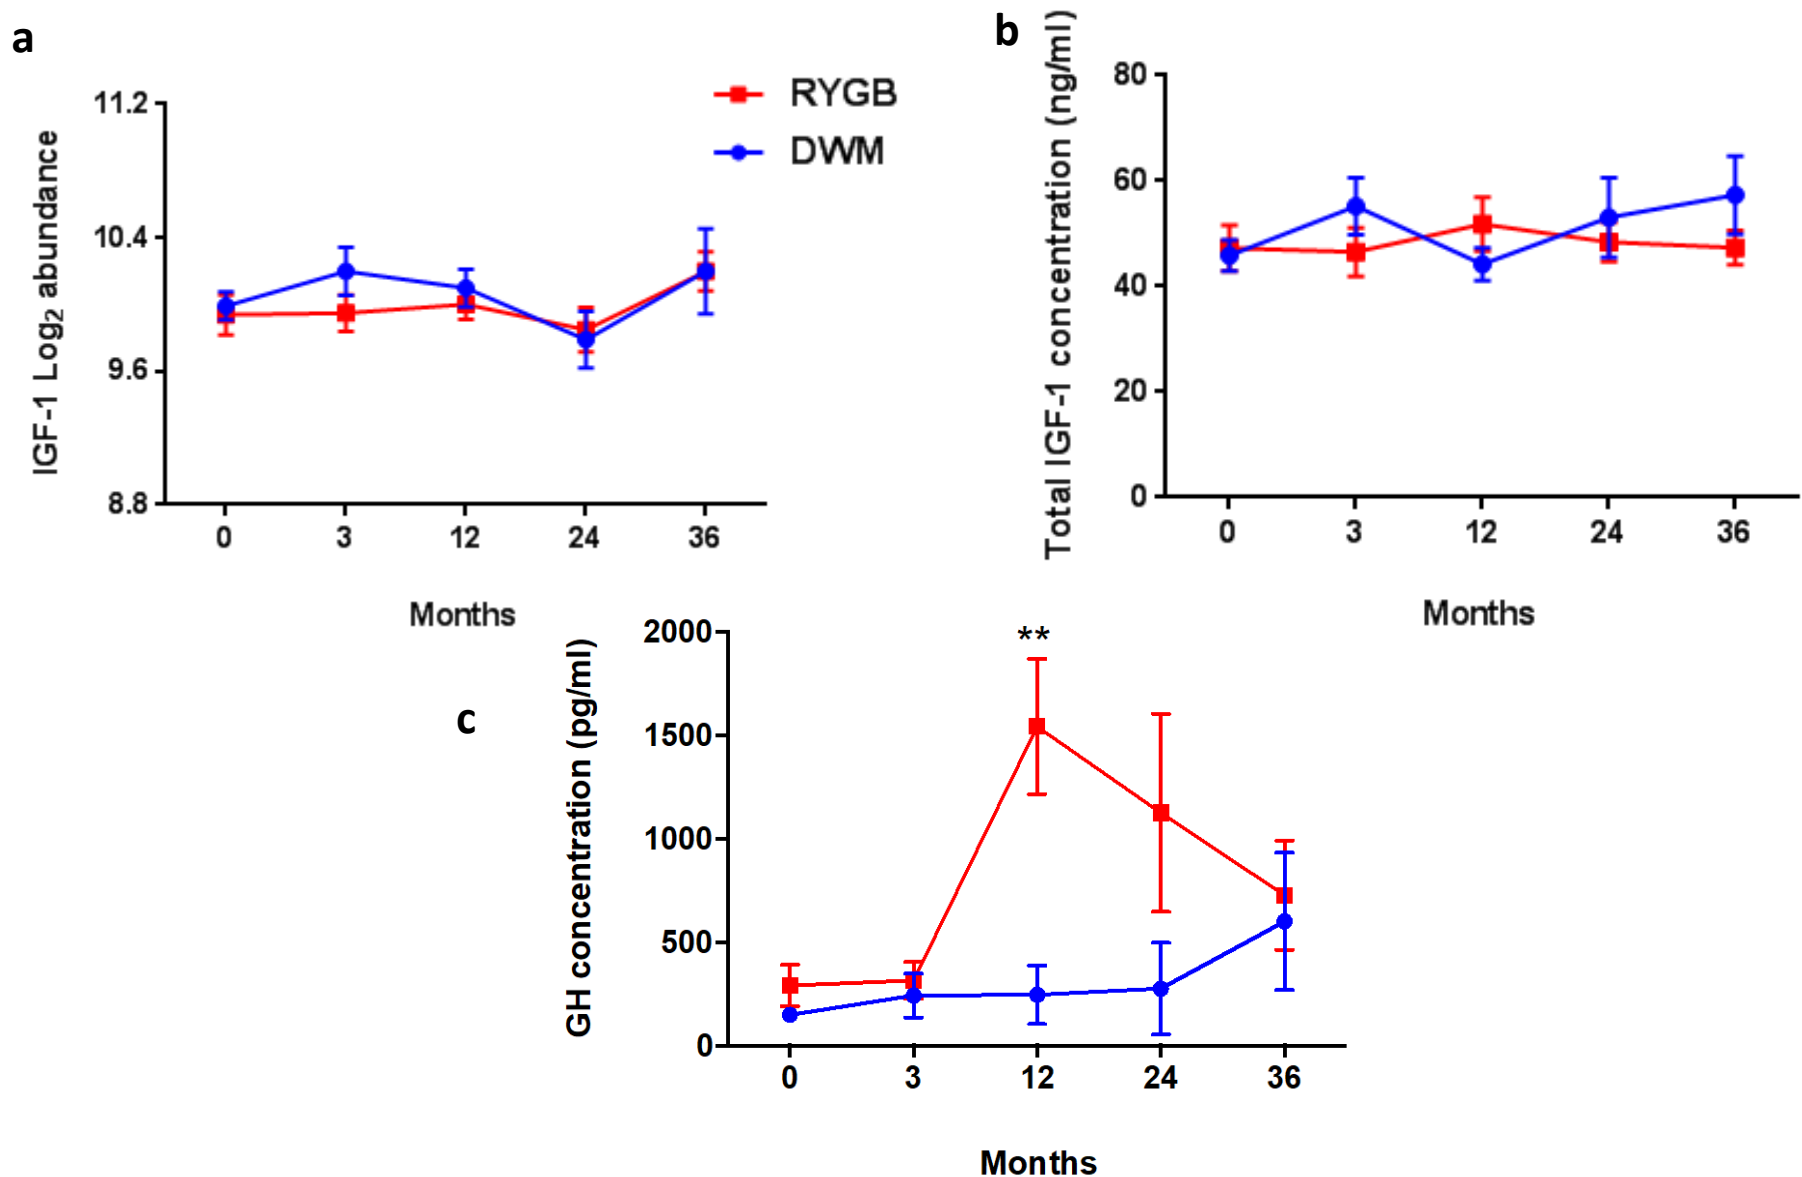 a
IGF-1 Log2 abundance
11.2
10.4
9.6
8.8
0 3 12 24 36
Months
RYGB
DWM
b
Total IGF-1 concentration (ng/ml)
80
60
40
20
0
0 3 12 24 36
Months
c
GH concentration (pg/ml)
2000
1500
1000
500
0
**
0 3 12 24 36
Months